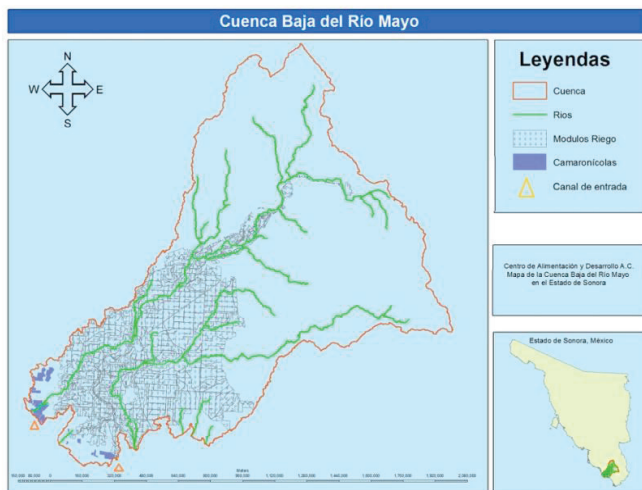 Cuenca Baja del Río Mayo
N
W E
S
Leyendas
Cuenca
Rios
Modulos Riego
Camaronícolas
Canal de entrada
Centro de Alimentación y Desarrollo A.C.
Mapa de la Cuenca Baja del Río Mayo
en el Estado de Sonora
Estado de Sonora, México